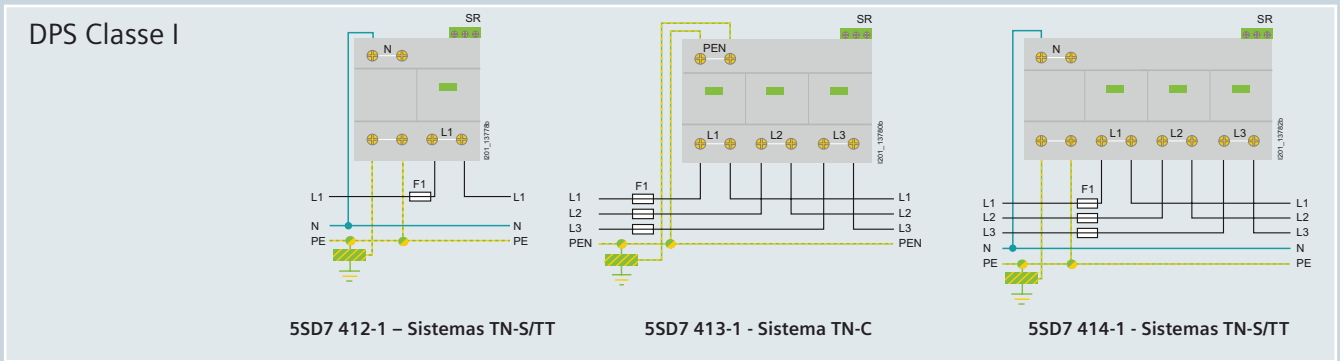 DPS Classe I
SR
N
L1
I201_13778b
F1
L1
L1
N
N
PE
PE
5SD7 412-1 – Sistemas TN-S/TT
SR
PEN
L1
L2
L3
I201_13780b
F1
L1
L1
L2
L2
L3
L3
PEN
PEN
5SD7 413-1 - Sistema TN-C
SR
N
L1
L2
L3
I201_13782b
F1
L1
L1
L2
L2
L3
L3
N
N
PE
PE
5SD7 414-1 - Sistemas TN-S/TT